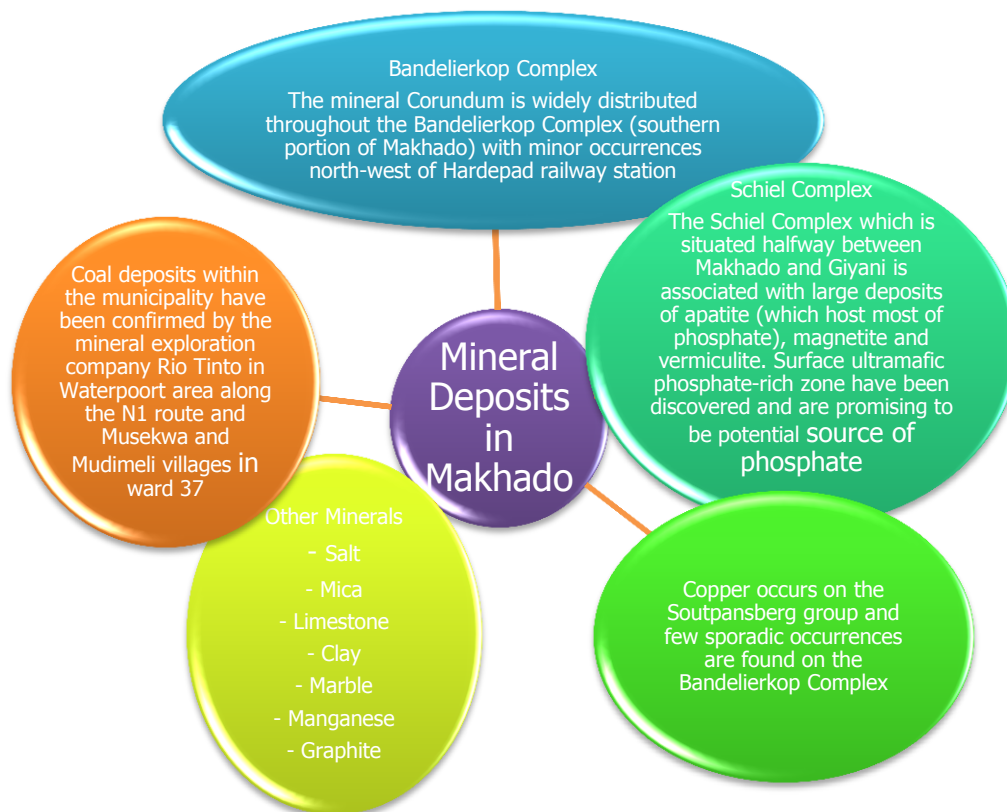 Bandelierkop Complex
The mineral Corundum is widely distributed
throughout the Bandelierkop Complex (southern
portion of Makhado) with minor occurrences
north-west of Hardepad railway station
Schiel Complex
The Schiel Complex which is
situated halfway between
Makhado and Giyani is
associated with large deposits
of apatite (which host most of
phosphate), magnetite and
vermiculite. Surface ultramafic
phosphate-rich zone have been
discovered and are promising to
be potential source of
phosphate
Coal deposits within
the municipality have
been confirmed by the
mineral exploration
company Rio Tinto in
Waterpoort area along
the N1 route and
Musekwa and
Mudimeli villages in
ward 37
Mineral
Deposits
in
Makhado
Other Minerals
- Salt
- Mica
- Limestone
- Clay
- Marble
- Manganese
- Graphite
Copper occurs on the
Soutpansberg group and
few sporadic occurrences
are found on the
Bandelierkop Complex